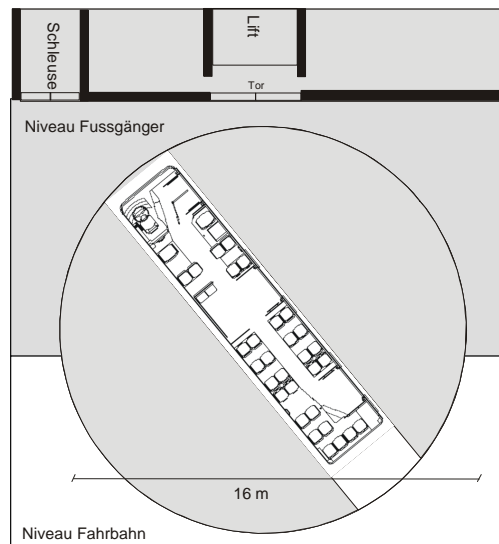 Schleuse
Lift
Tor
Niveau Fussgänger
16 m
Niveau Fahrbahn